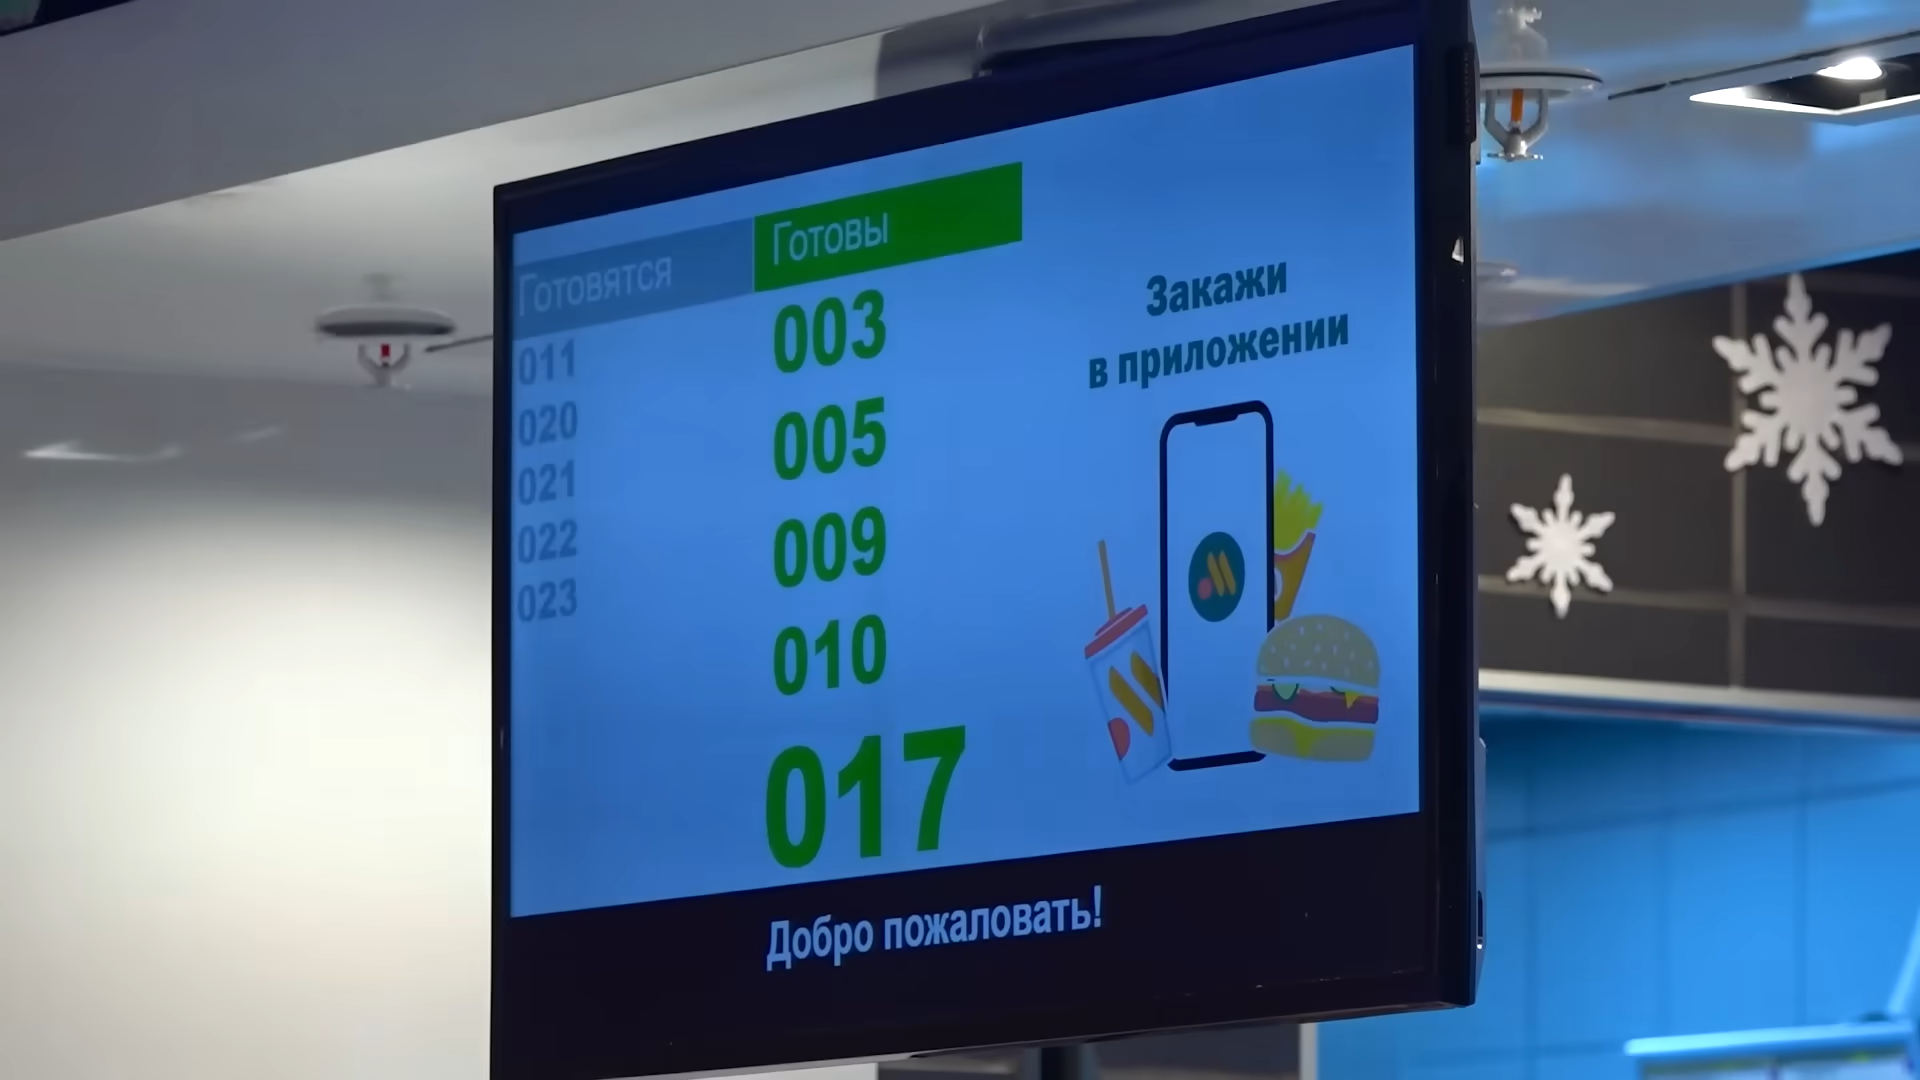 Готовятся
011
020
021
022
023
Готовы
003
005
009
010
017
Закажи
в приложении
Добро пожаловать!